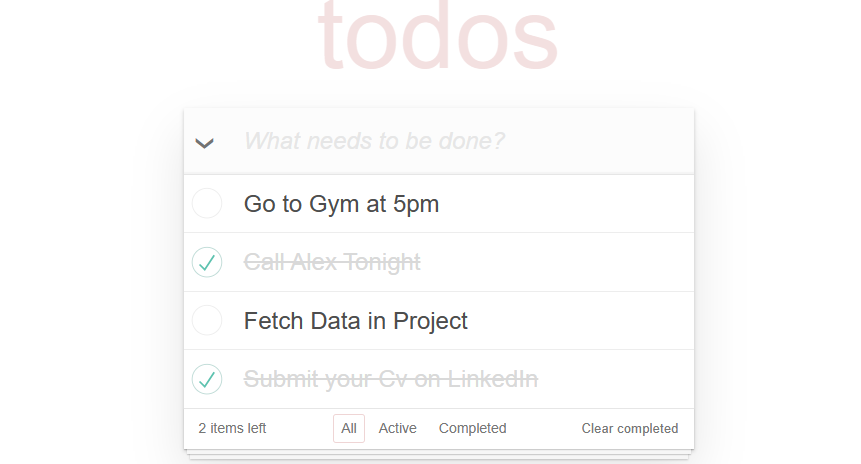 todos
What needs to be done?
Go to Gym at 5pm
Call Alex Tonight
Fetch Data in Project
Submit your Cv on LinkedIn
2 items left All Active Completed Clear completed